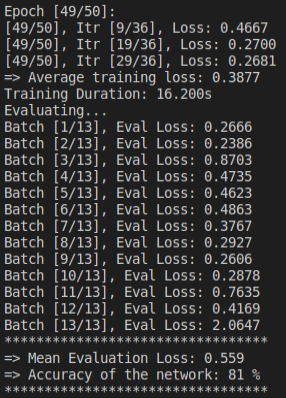 Epoch [49/50]:
[49/50], Itr [9/36], Loss: 0.4667
[49/50], Itr [19/36], Loss: 0.2700
[49/50], Itr [29/36], Loss: 0.2681
=> Average training loss: 0.3877
Training Duration: 16.200s
Evaluating...
Batch [1/13], Eval Loss: 0.2666
Batch [2/13], Eval Loss: 0.2386
Batch [3/13], Eval Loss: 0.8703
Batch [4/13], Eval Loss: 0.4735
Batch [5/13], Eval Loss: 0.4623
Batch [6/13], Eval Loss: 0.4863
Batch [7/13], Eval Loss: 0.3767
Batch [8/13], Eval Loss: 0.2927
Batch [9/13], Eval Loss: 0.2606
Batch [10/13], Eval Loss: 0.2878
Batch [11/13], Eval Loss: 0.7635
Batch [12/13], Eval Loss: 0.4169
Batch [13/13], Eval Loss: 2.0647
*********************************
=> Mean Evaluation Loss: 0.559
=> Accuracy of the network: 81 %
*********************************